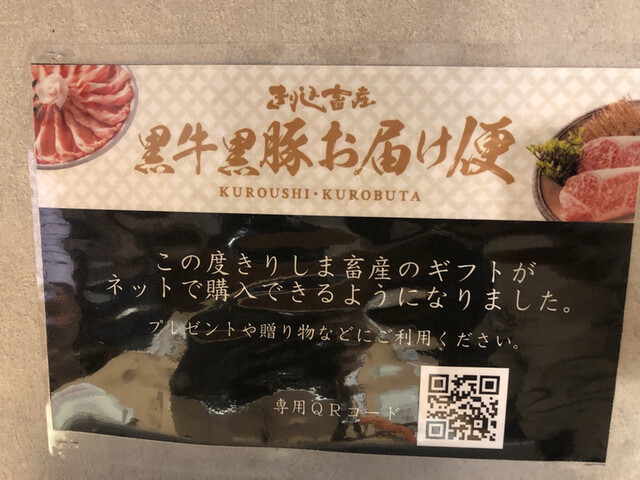 きりしま畜産
黒牛黒豚お届け便
KUROUSHI・KUROBUTA
この度きりしま畜産のギフトが
ネットで購入できるようになりました。
プレゼントや贈り物などにご利用ください。
専用QRコード